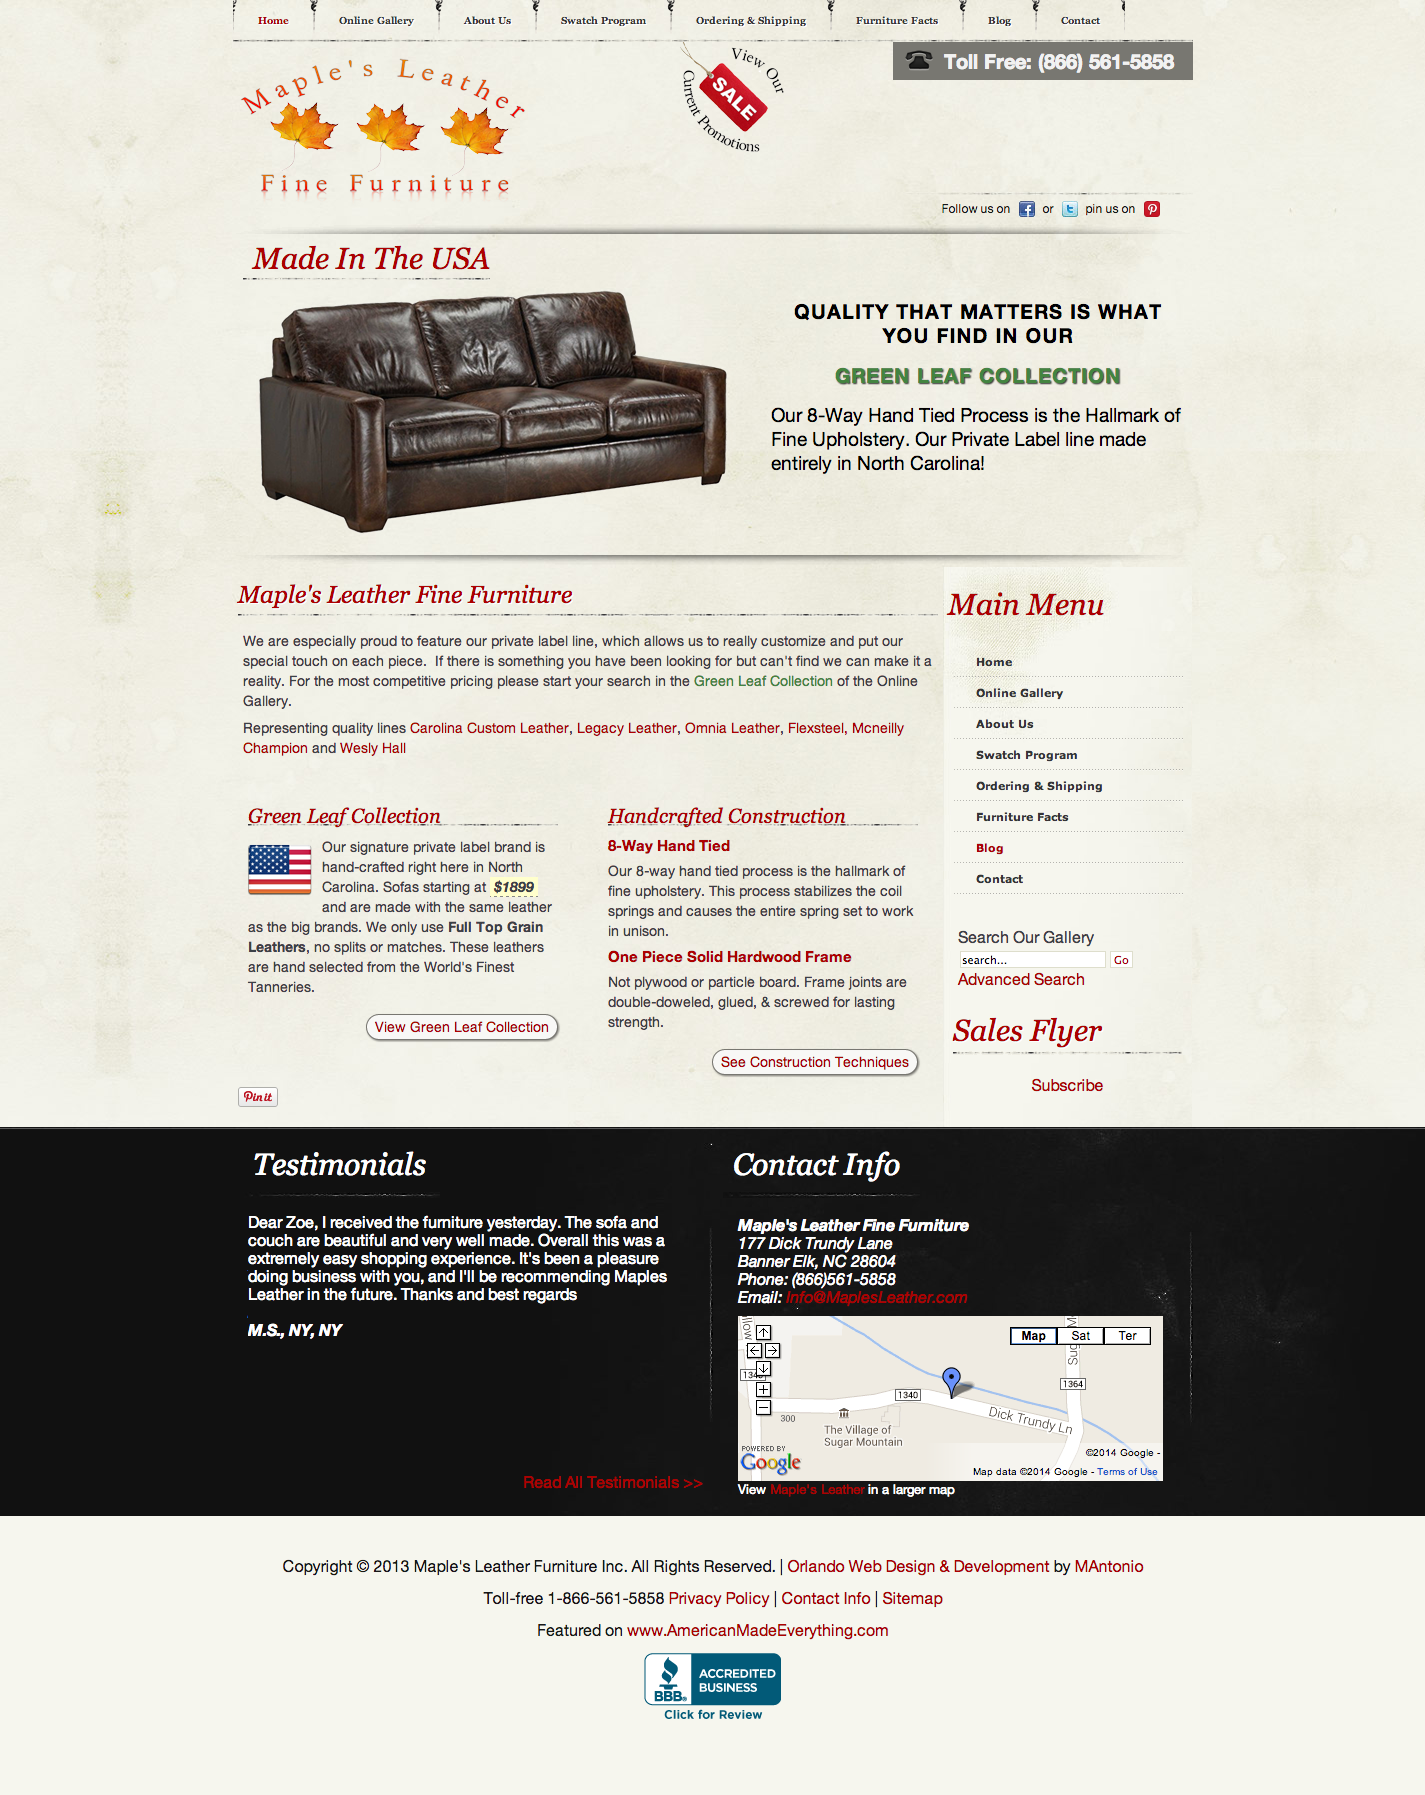 Home Online Gallery About Us Swatch Program Ordering & Shipping Furniture Facts Blog Contact
Maple's Leather
Fine Furniture
View Our
SALE
Current Promotions
Toll Free: (866) 561-5858
Follow us on or pin us on
Made In The USA
QUALITY THAT MATTERS IS WHAT
YOU FIND IN OUR
GREEN LEAF COLLECTION
Our 8-Way Hand Tied Process is the Hallmark of
Fine Upholstery. Our Private Label line made
entirely in North Carolina!
Maple's Leather Fine Furniture
We are especially proud to feature our private label line, which allows us to really customize and put our
special touch on each piece. If there is something you have been looking for but can't find we can make it a
reality. For the most competitive pricing please start your search in the Green Leaf Collection of the Online
Gallery.
Representing quality lines Carolina Custom Leather, Legacy Leather, Omnia Leather, Flexsteel, Mcneilly
Champion and Wesly Hall
Green Leaf Collection
Our signature private label brand is
hand-crafted right here in North
Carolina. Sofas starting at $1899
and are made with the same leather
as the big brands. We only use Full Top Grain
Leathers, no splits or matches. These leathers
are hand selected from the World's Finest
Tanneries.
View Green Leaf Collection
Handcrafted Construction
8-Way Hand Tied
Our 8-way hand tied process is the hallmark of
fine upholstery. This process stabilizes the coil
springs and causes the entire spring set to work
in unison.
One Piece Solid Hardwood Frame
Not plywood or particle board. Frame joints are
double-doweled, glued, & screwed for lasting
strength.
See Construction Techniques
Pin it
Main Menu
Home
Online Gallery
About Us
Swatch Program
Ordering & Shipping
Furniture Facts
Blog
Contact
Search Our Gallery
search... Go
Advanced Search
Sales Flyer
Subscribe
Testimonials
Dear Zoe, I received the furniture yesterday. The sofa and
couch are beautiful and very well made. Overall this was a
extremely easy shopping experience. It's been a pleasure
doing business with you, and I'll be recommending Maples
Leather in the future. Thanks and best regards
M.S., NY, NY
Read All Testimonials >>
Contact Info
Maple's Leather Fine Furniture
177 Dick Trundy Lane
Banner Elk, NC 28604
Phone: (866)561-5858
Email: Info@MaplesLeather.com
Map Sat Ter
1364
1340
300
Dick Trundy Ln
The Village of
Sugar Mountain
POWERED BY
Google
©2014 Google -
Map data ©2014 Google - Terms of Use
View Maple's Leather in a larger map
Copyright © 2013 Maple's Leather Furniture Inc. All Rights Reserved. | Orlando Web Design & Development by MAntonio
Toll-free 1-866-561-5858 Privacy Policy | Contact Info | Sitemap
Featured on www.AmericanMadeEverything.com
BBB. ACCREDITED
BUSINESS
Click for Review